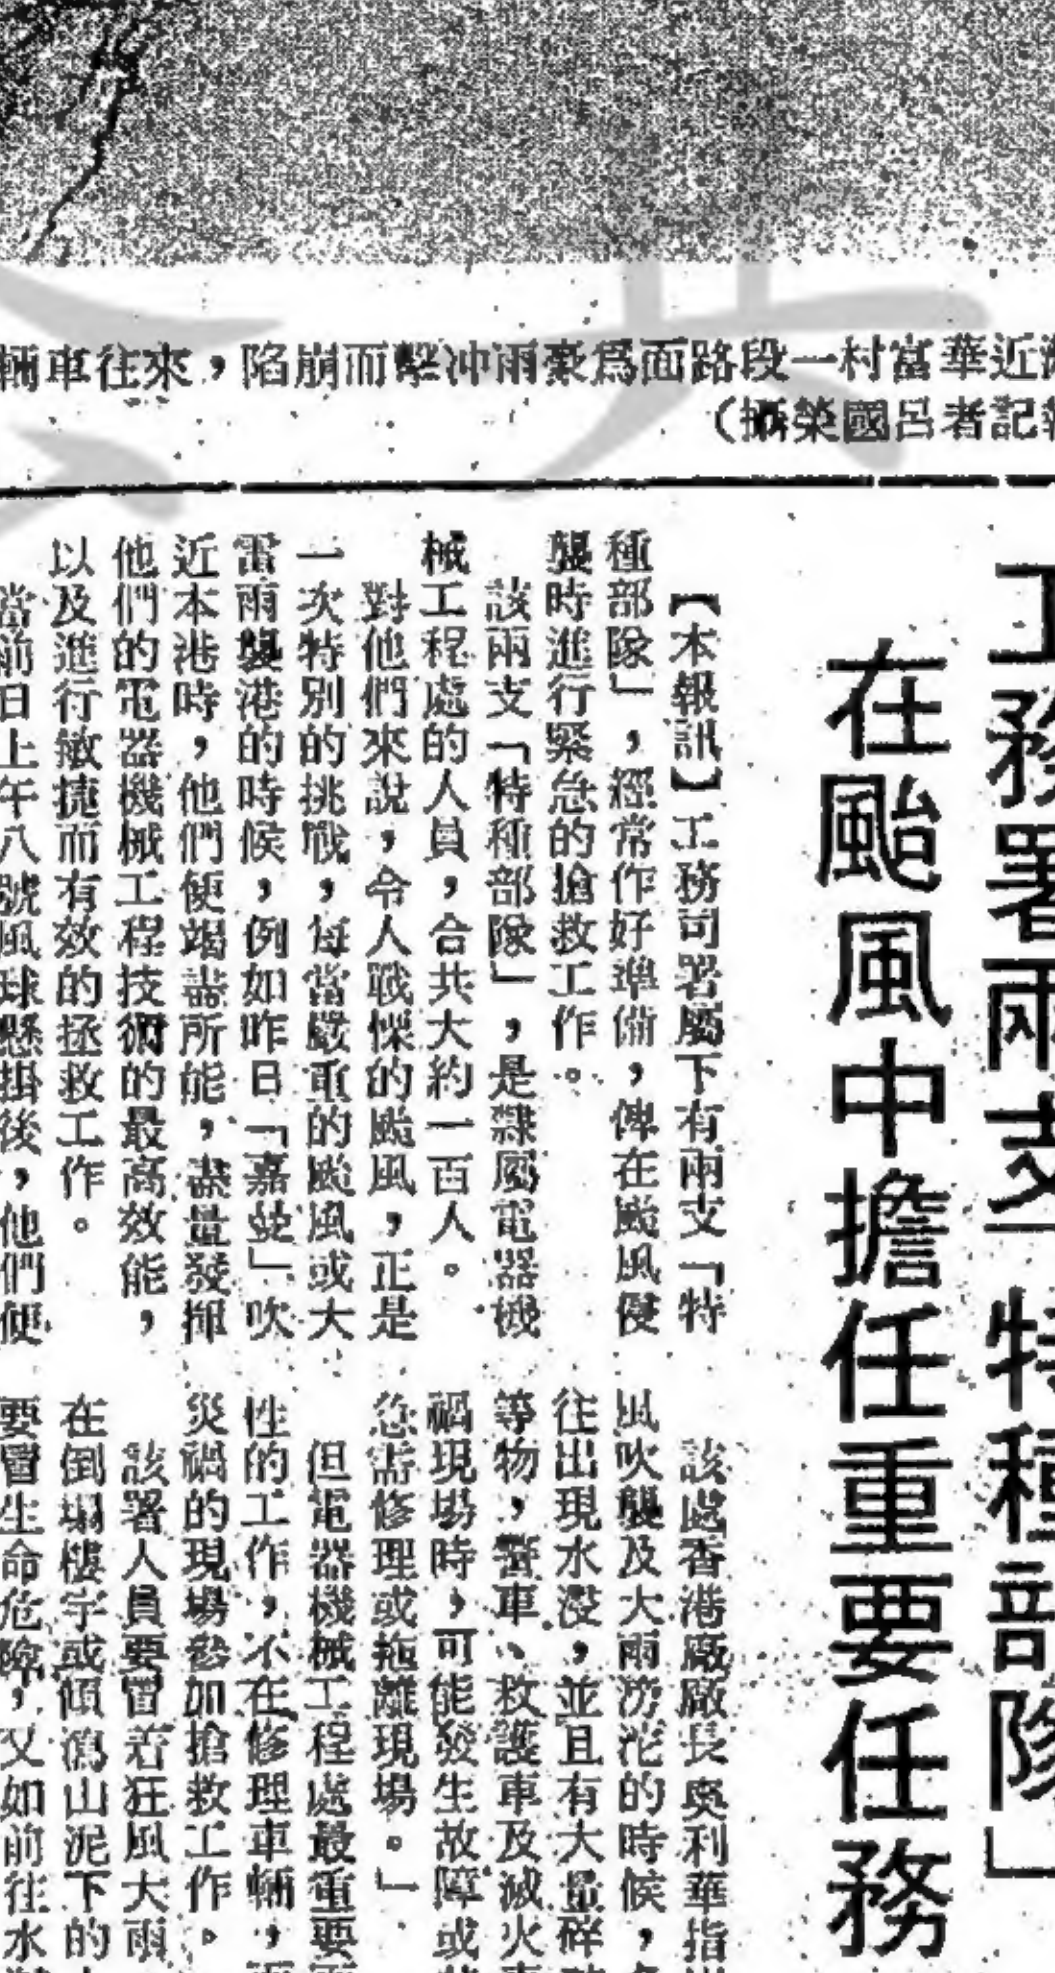 近華富村一段路面爲豪雨冲擊而崩陷，來往車輛
記者呂國榮攝）
工務署兩支「特種部隊」
在颱風中擔任重要任務
【本報訊】工務司署屬下有兩支「特
種部隊」，經常作好準備，俾在颱風侵
襲時進行緊急的搶救工作。
該兩支「特種部隊」，是隸屬電器機
械工程處的人員，合共大約一百人。
對他們來說，令人戰慄的颱風，正是
一次特別的挑戰，每當嚴重的颱風或大
雷雨襲港的時候，例如昨日「嘉曼」吹
近本港時，他們便竭盡所能，盡量發揮
他們的電器機械工程技術的最高效能，
以及進行敏捷而有效的拯救工作。
當前日上午八號風球懸掛後，他們便
該處香港廠廠長奧利華指
風吹襲及大雨滂沱的時候，
往出現水浸，並且有大量碎
等物，警車、救護車及滅火
禍現場時，可能發生故障或
急需修理或拖離現場。」
但電器機械工程處最重要
性的工作，不在修理車輛，
災禍的現場參加搶救工作。
該署人員要冒着狂風大雨
在倒塌樓宇或傾瀉山泥下的
要冒生命危險，又如前往水